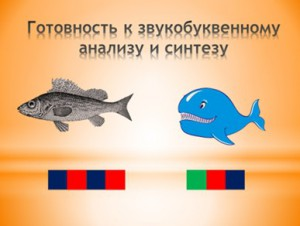 Готовность к звукобуквенному
анализу и синтезу